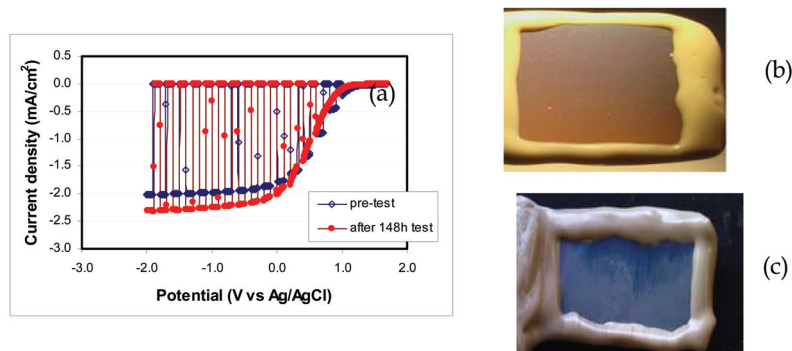 (a)
0.5
0.0
-0.5
-1.0
-1.5
-2.0
-2.5
-3.0
Current density (mA/cm²)
-3.0 -2.0 -1.0 0.0 1.0 2.0
Potential (V vs Ag/AgCl)
pre-test
after 148h test
(b)
(c)